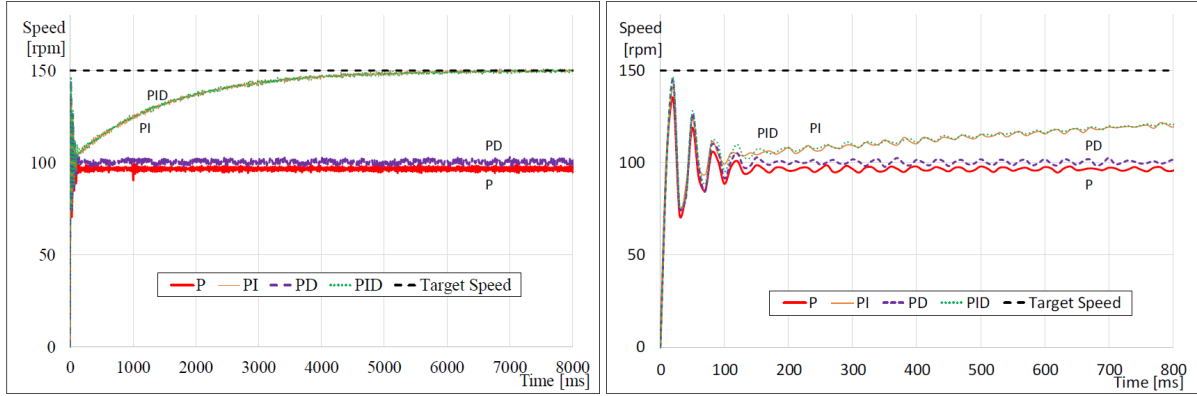 Speed
[rpm]
150
100
50
0
PID
PI
PD
P
P PI PD PID Target Speed
0 1000 2000 3000 4000 5000 6000 7000 8000
Time [ms]
Speed
[rpm]
150
100
50
0
PID PI
PD
P
P PI PD PID Target Speed
0 100 200 300 400 500 600 700 800
Time [ms]